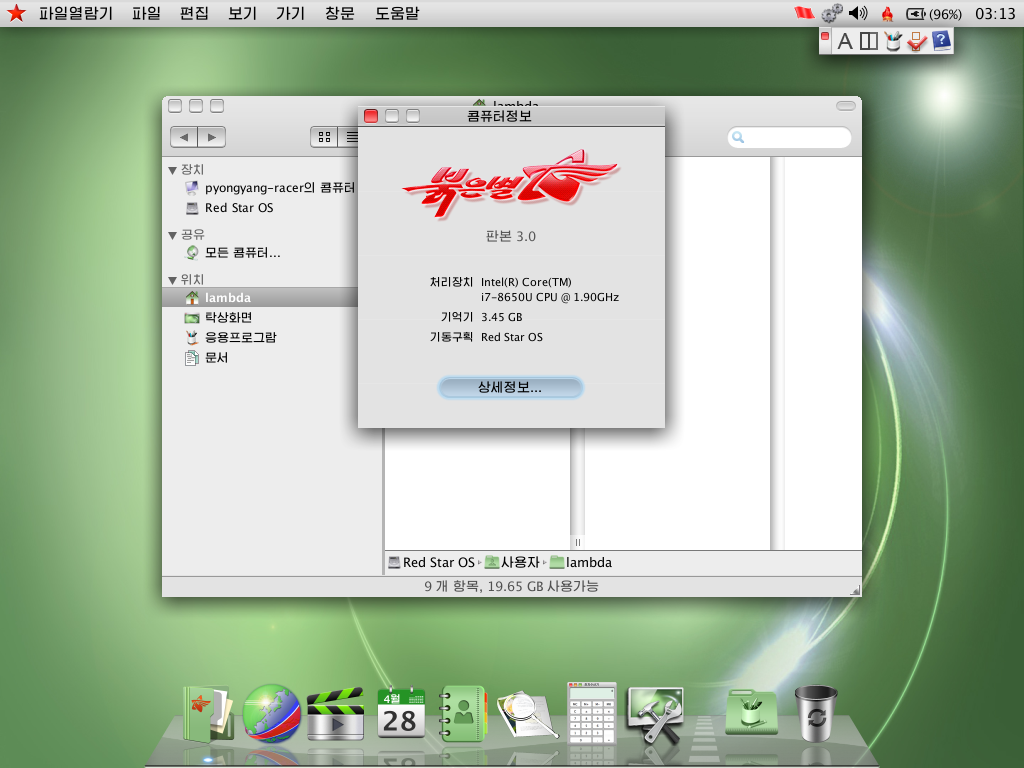 파일열람기 파일 편집 보기 가기 창문 도움말 (96%) 03:13
A ?
lambda
콤퓨터정보
붉은별
판본 3.0
처리장치 Intel(R) Core(TM)
i7-8650U CPU @ 1.90GHz
기억기 3.45 GB
기동구획 Red Star OS
상세정보...
장치
pyongyang-racer의 콤퓨터
Red Star OS
공유
모든 콤퓨터...
위치
lambda
탁상화면
응용프로그람
문서
Red Star OS 사용자 lambda
9 개 항목, 19.65 GB 사용가능
4월
28